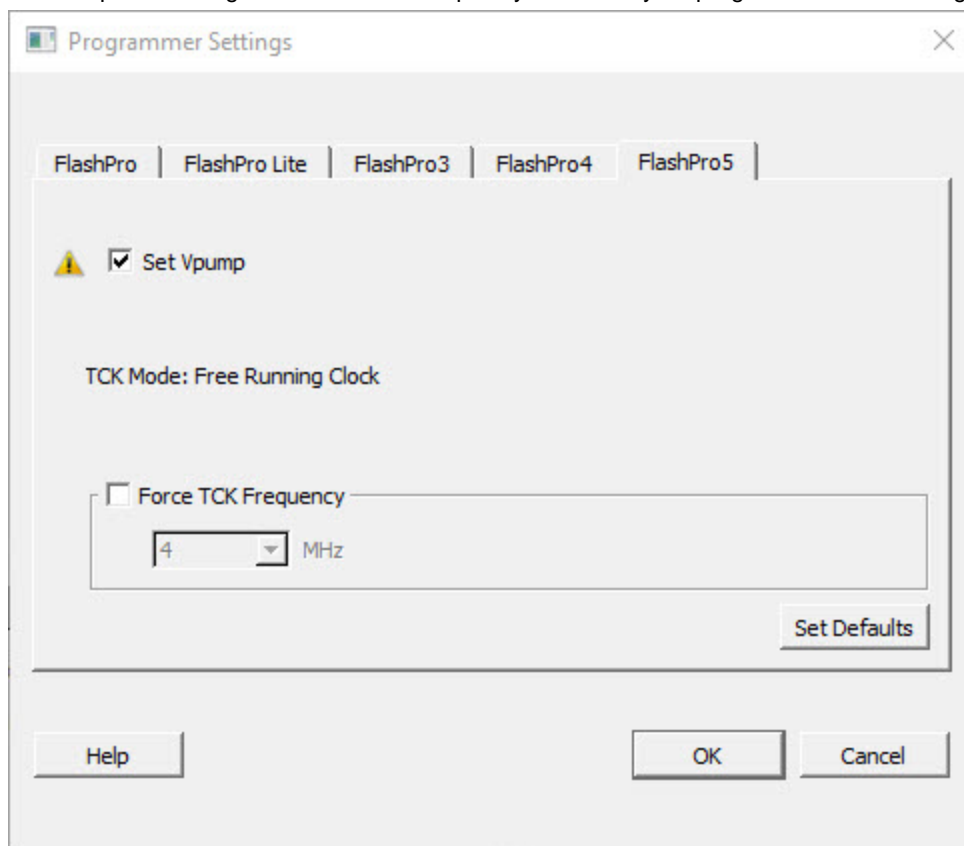 Programmer Settings
FlashPro FlashPro Lite FlashPro3 FlashPro4 FlashPro5
Set Vpump
TCK Mode: Free Running Clock
Force TCK Frequency
4 MHz
Set Defaults
Help OK Cancel